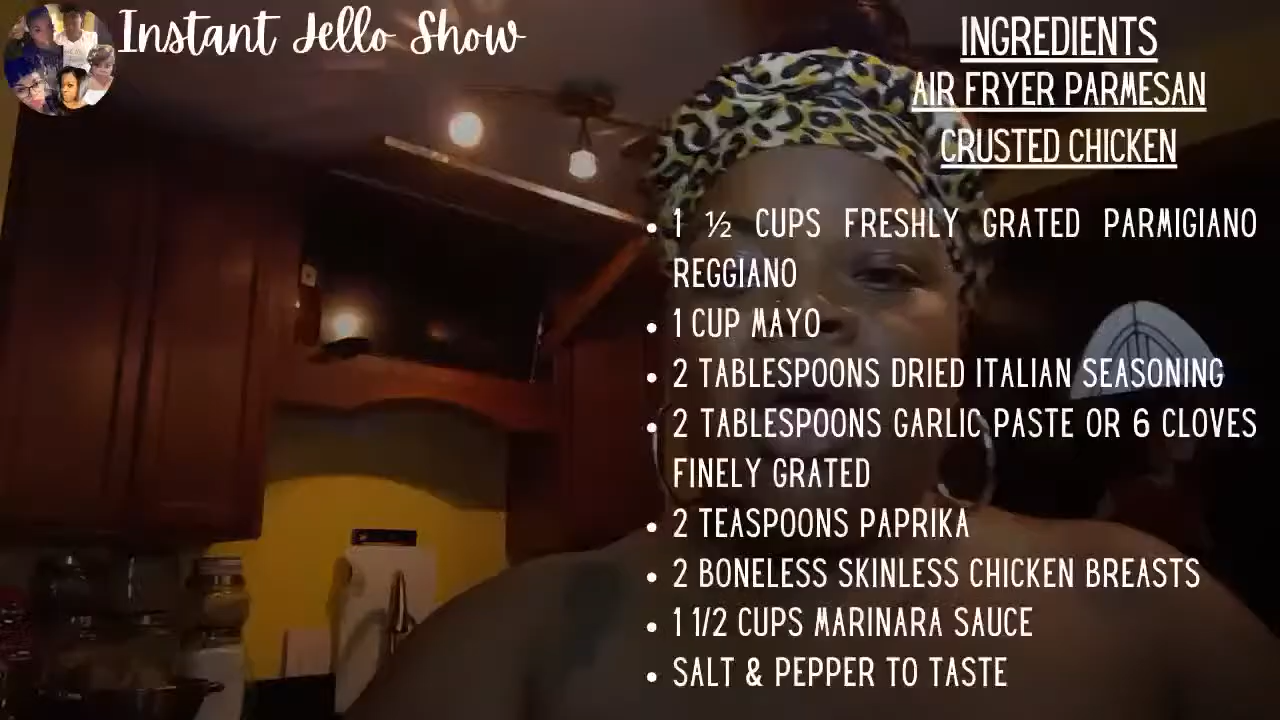 Instant Jello Show
INGREDIENTS
AIR FRYER PARMESAN
CRUSTED CHICKEN
• 1 ½ CUPS FRESHLY GRATED PARMIGIANO
REGGIANO
• 1 CUP MAYO
• 2 TABLESPOONS DRIED ITALIAN SEASONING
• 2 TABLESPOONS GARLIC PASTE OR 6 CLOVES
FINELY GRATED
• 2 TEASPOONS PAPRIKA
• 2 BONELESS SKINLESS CHICKEN BREASTS
• 1 1/2 CUPS MARINARA SAUCE
• SALT & PEPPER TO TASTE